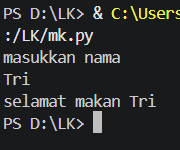 PS D:\LK> & C:\Users
:/LK/mk.py
masukkan nama
Tri
selamat makan Tri
PS D:\LK>